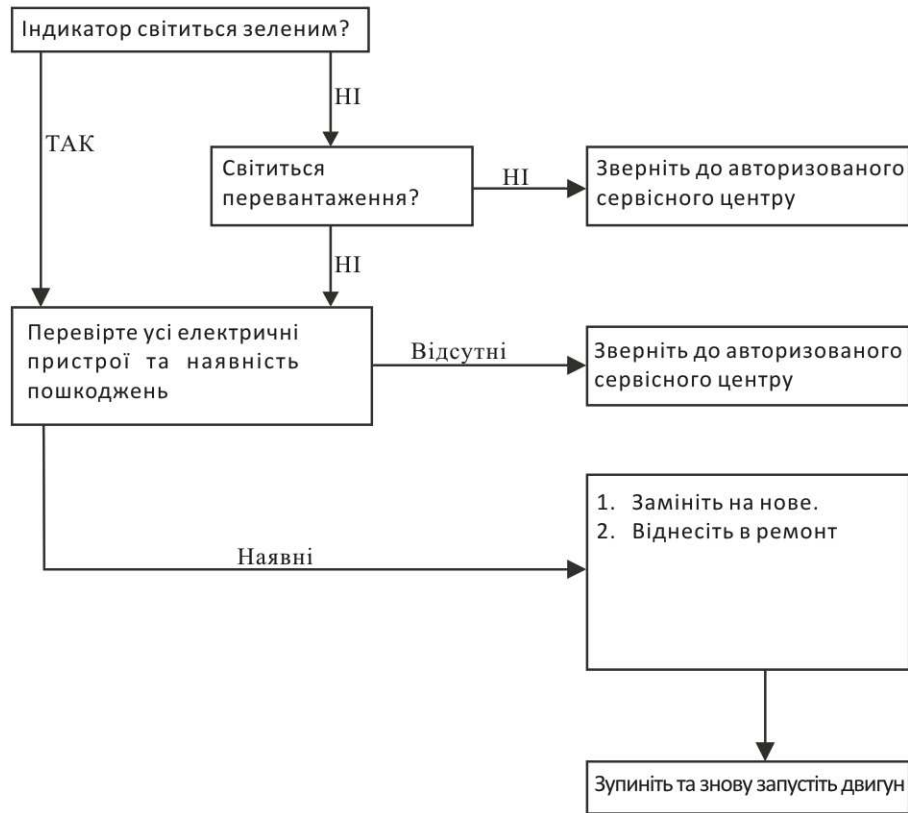 Індикатор світиться зеленим?
НІ
ТАК
Світиться
перевантаження?
НІ
Зверніть до авторизованого
сервісного центру
НІ
Перевірте усі електричні
пристрої та наявність
пошкоджень
Відсутні
Зверніть до авторизованого
сервісного центру
1. Замініть на нове.
2. Віднесіть в ремонт
Наявні
Зупиніть та знову запустіть двигун